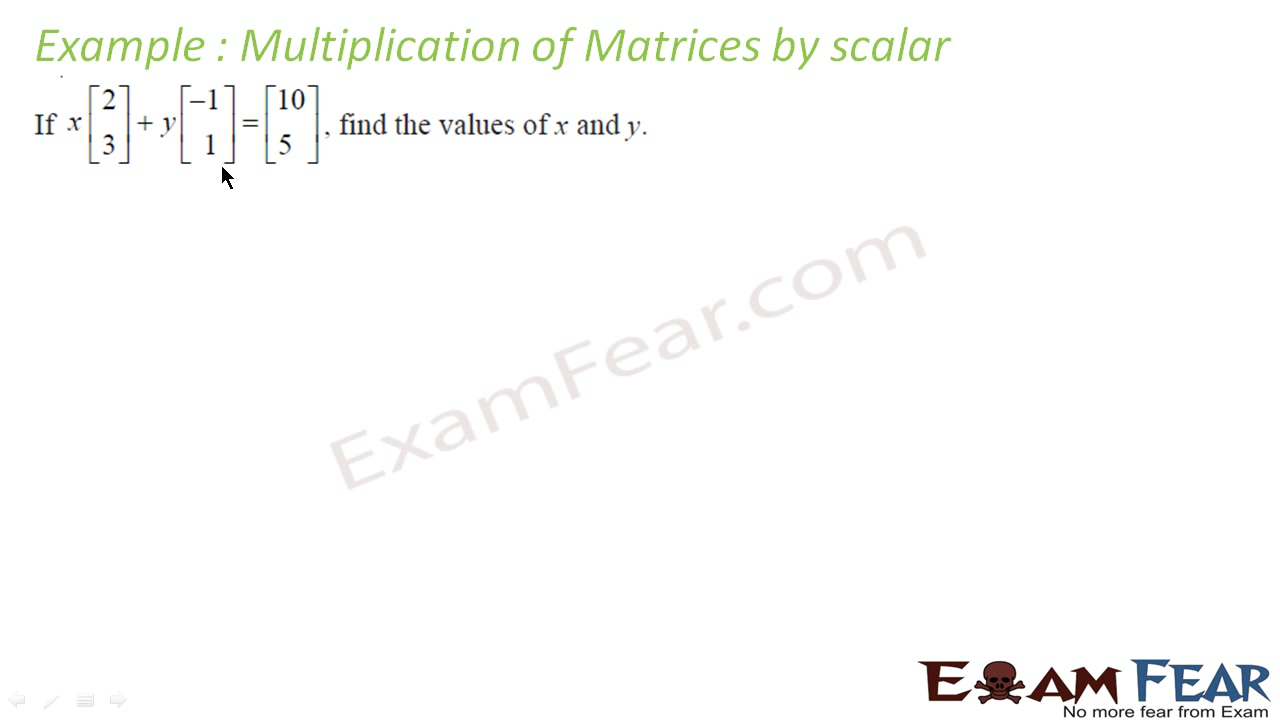 Example : Multiplication of Matrices by scalar
If x [2 3] + y [−1 1] = [10 5], find the values of x and y.
ExamFear.com
EXAM FEAR
No more fear from Exam